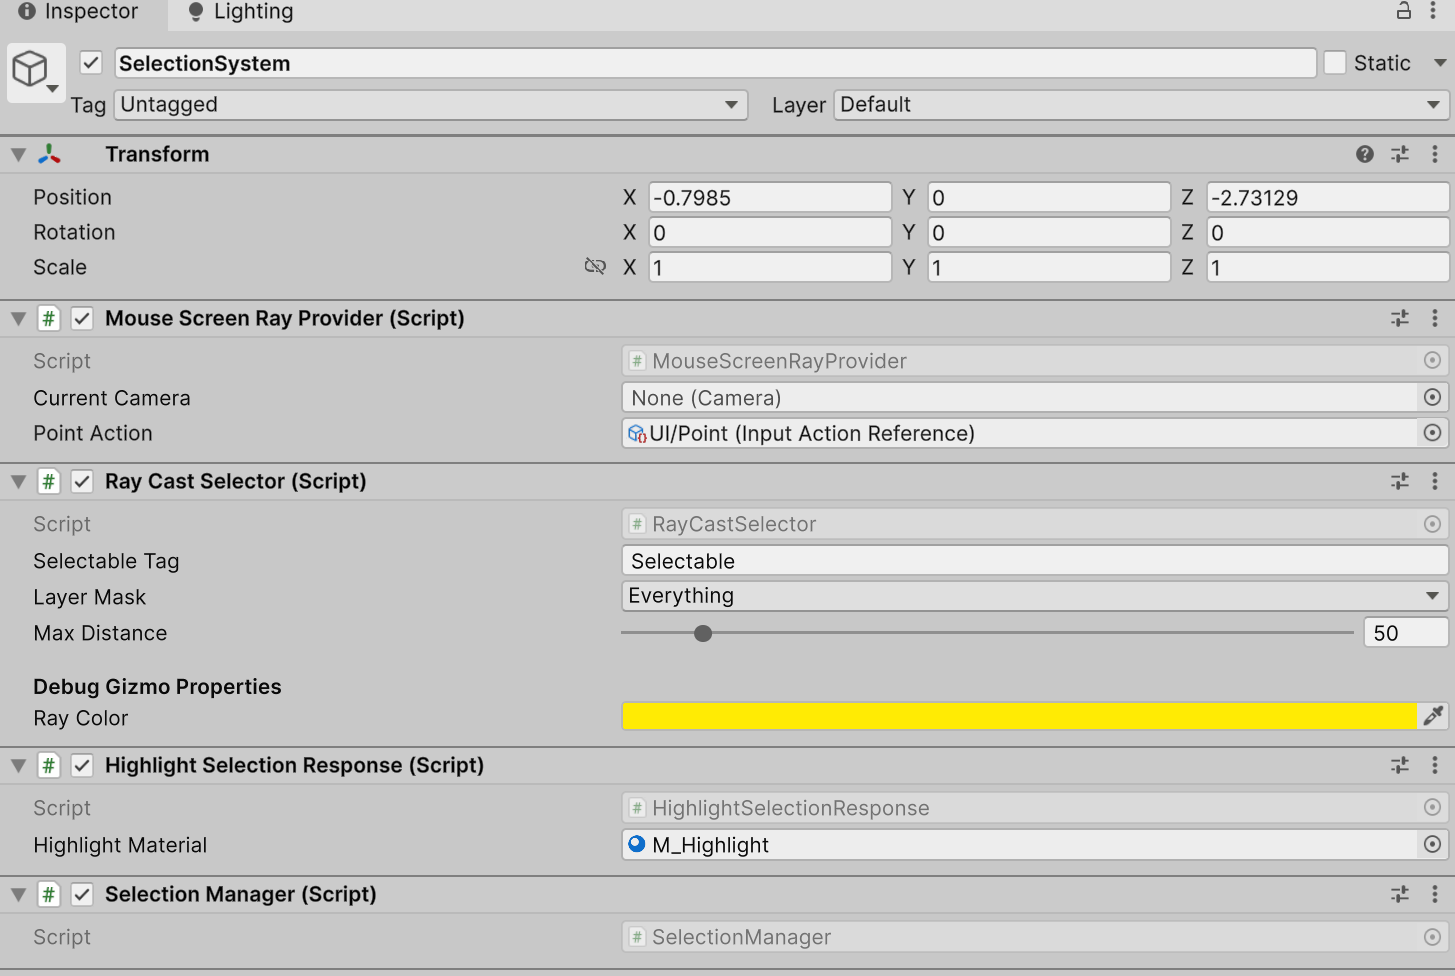 Inspector Lighting
SelectionSystem Static
Tag Untagged Layer Default
Transform
Position X -0.7985 Y 0 Z -2.73129
Rotation X 0 Y 0 Z 0
Scale X 1 Y 1 Z 1
# Mouse Screen Ray Provider (Script)
Script # MouseScreenRayProvider
Current Camera None (Camera)
Point Action {} UI/Point (Input Action Reference)
# Ray Cast Selector (Script)
Script # RayCastSelector
Selectable Tag Selectable
Layer Mask Everything
Max Distance 50
Debug Gizmo Properties
Ray Color
# Highlight Selection Response (Script)
Script # HighlightSelectionResponse
Highlight Material M_Highlight
# Selection Manager (Script)
Script # SelectionManager